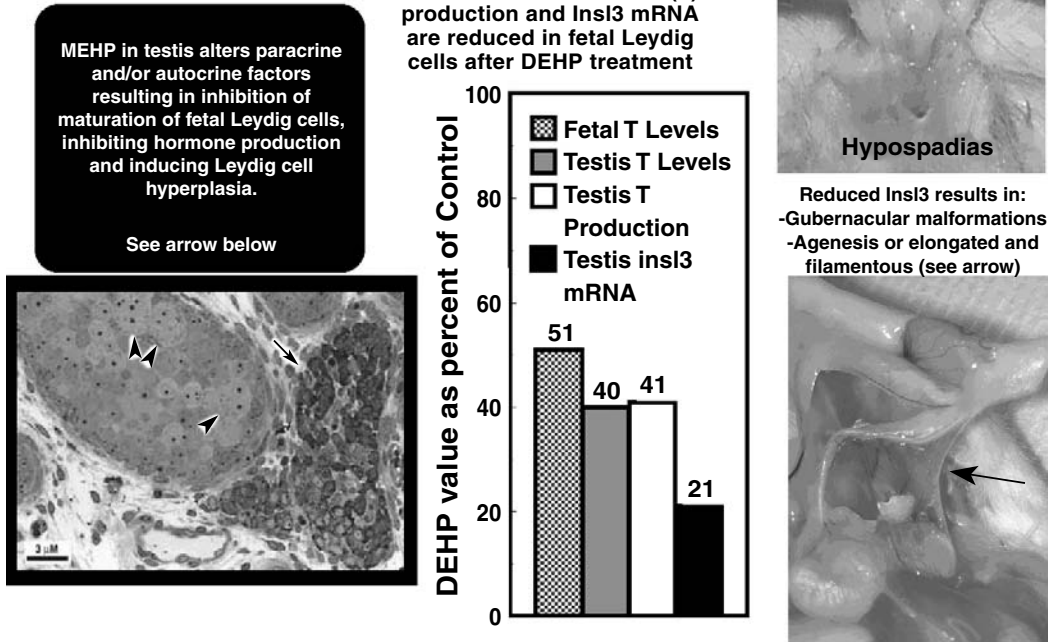 MEHP in testis alters paracrine
and/or autocrine factors
resulting in inhibition of
maturation of fetal Leydig cells,
inhibiting hormone production
and inducing Leydig cell
hyperplasia.
See arrow below
3 µM
production and Insl3 mRNA
are reduced in fetal Leydig
cells after DEHP treatment
DEHP value as percent of Control
100
80
60
40
20
0
Fetal T Levels
Testis T Levels
Testis T
Production
Testis insl3
mRNA
51
40
41
21
Hypospadias
Reduced Insl3 results in:
-Gubernacular malformations
-Agenesis or elongated and
filamentous (see arrow)